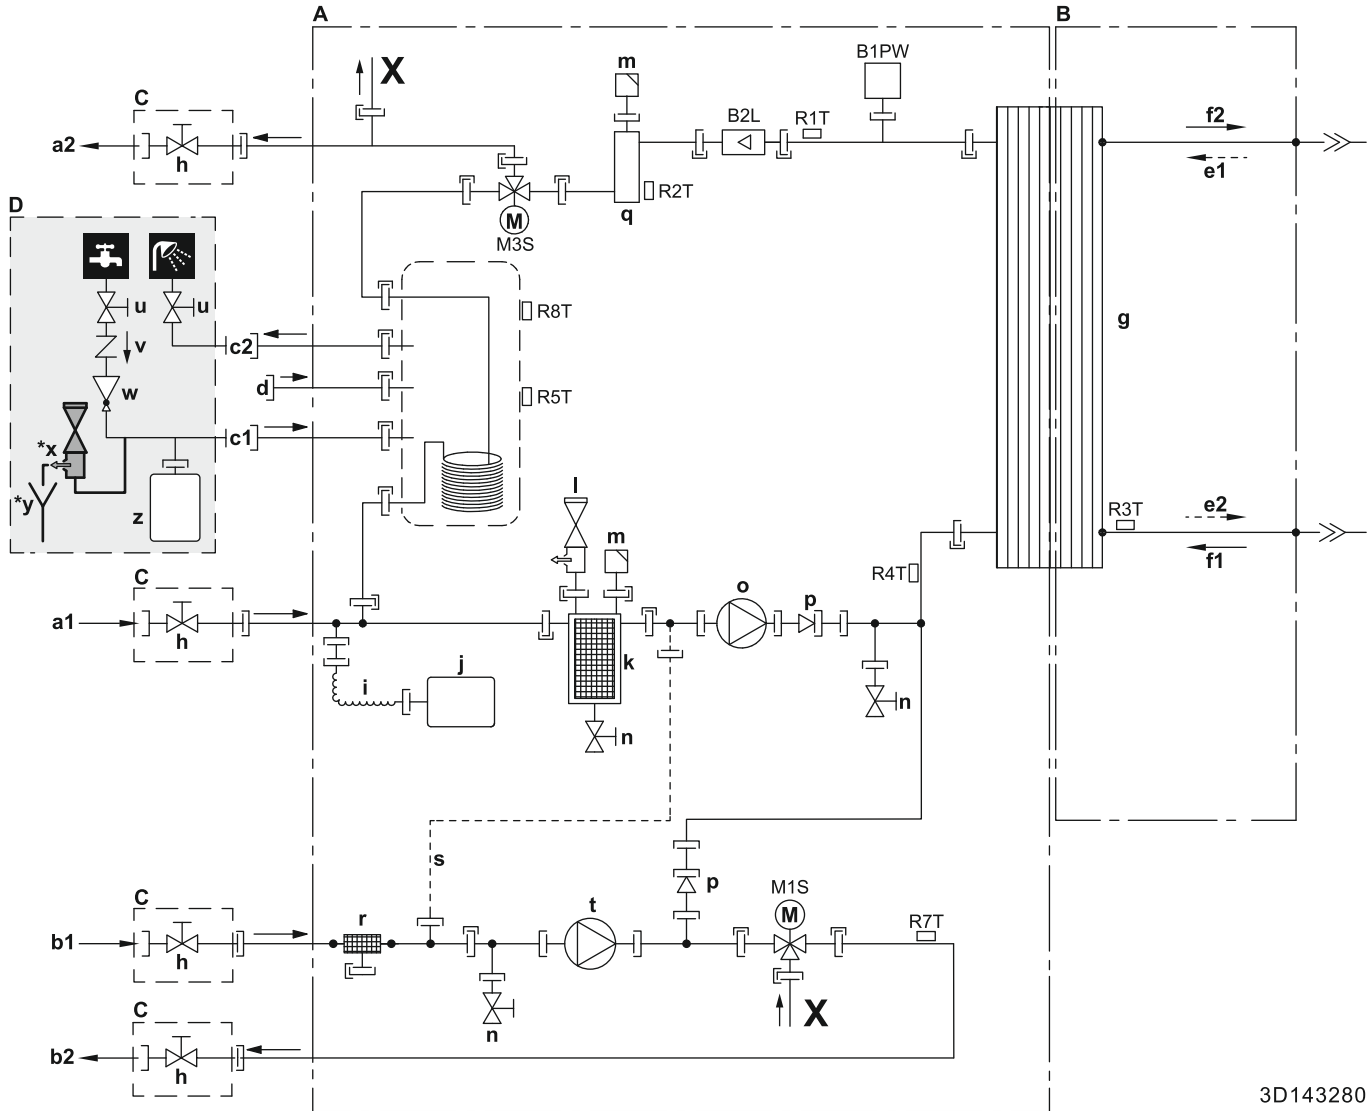 A
B
X
m
B1PW
C
B2L
R1T
f2
a2
h
e1
R2T
D
M
q
M3S
u
u
R8T
g
v
c2
w
d
R5T
*x
c1
*y
z
l
m
R3T
e2
f1
C
R4T
o
p
a1
h
j
k
i
n
n
s
p
M1S
C
r
t
M
R7T
b1
h
X
C
n
b2
h
3D143280